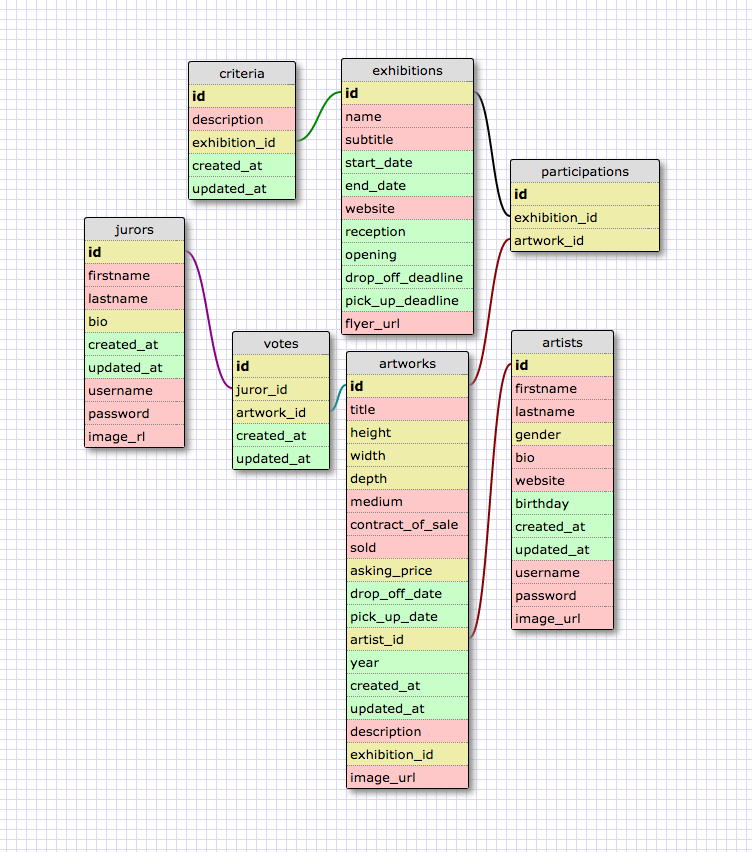 criteria
id
description
exhibition_id
created_at
updated_at
exhibitions
id
name
subtitle
start_date
end_date
website
reception
opening
drop_off_deadline
pick_up_deadline
flyer_url
participations
id
exhibition_id
artwork_id
jurors
id
firstname
lastname
bio
created_at
updated_at
username
password
image_rl
votes
id
juror_id
artwork_id
created_at
updated_at
artworks
id
title
height
width
depth
medium
contract_of_sale
sold
asking_price
drop_off_date
pick_up_date
artist_id
year
created_at
updated_at
description
exhibition_id
image_url
artists
id
firstname
lastname
gender
bio
website
birthday
created_at
updated_at
username
password
image_url